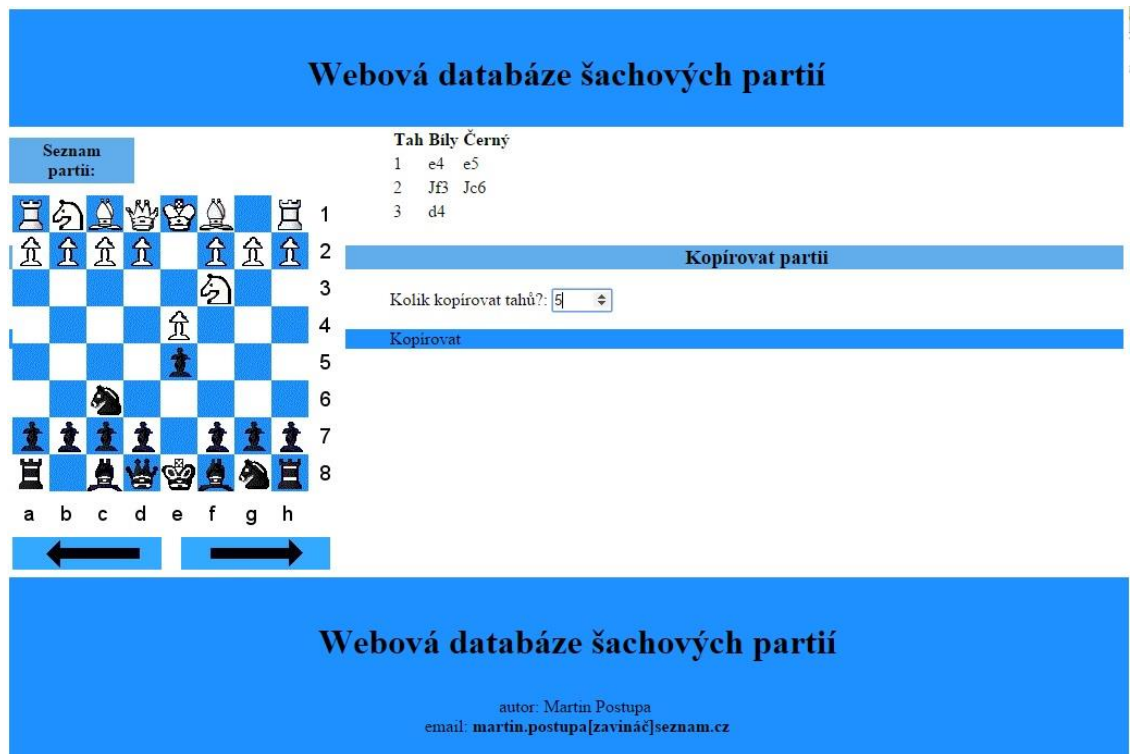 Webová databáze šachových partií
Seznam
partií:
Tah Bíly Černý
1 e4 e5
2 Jf3 Jc6
3 d4
1
2
3
4
5
6
7
8
a b c d e f g h
Kopírovat partii
Kolik kopírovat tahů?: 5
Kopírovat
Webová databáze šachových partií
autor: Martin Postupa
email: martin.postupa[zavináč]seznam.cz